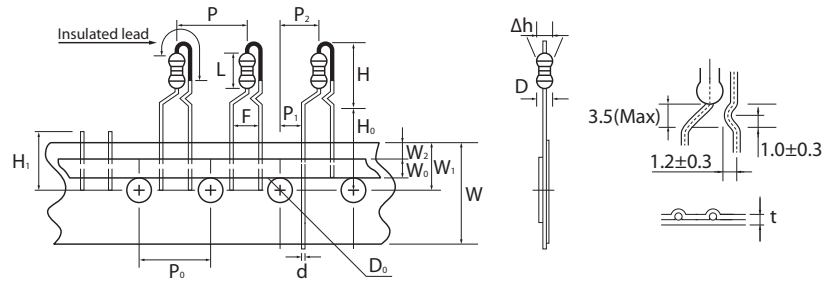 P
P₂
Δh
Insulated lead
L
H
D
F
P₁
H₀
3.5(Max)
H₁
W₂
W₁
W₀
W
1.0±0.3
1.2±0.3
t
P₀
d
D₀